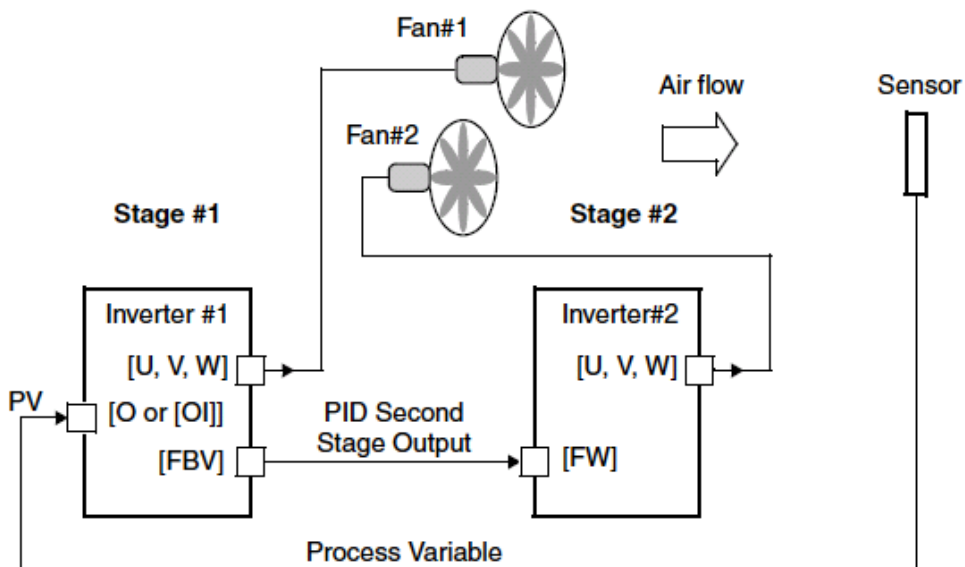 Fan#1
Air flow
Sensor
Fan#2
Stage #1
Stage #2
Inverter #1
Inverter#2
[U, V, W]
[U, V, W]
PV
[O or [OI]]
PID Second
Stage Output
[FBV]
[FW]
Process Variable